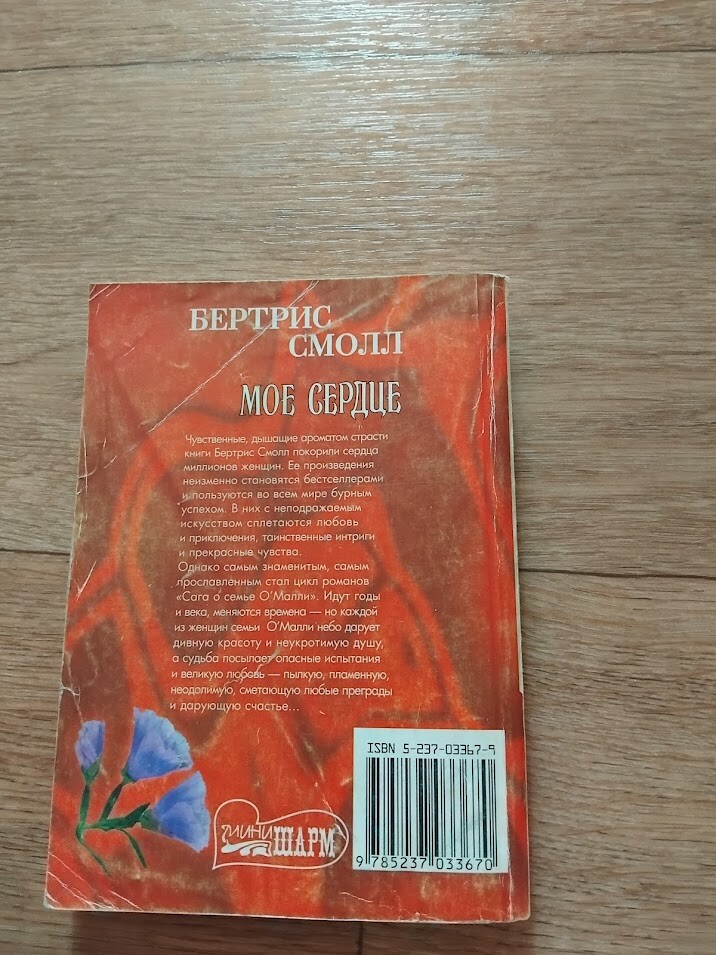 БЕРТРИС
СМОЛЛ
МОЕ СЕРДЦЕ
Чувственные, дышащие ароматом страсти
книги Бертрис Смолл покорили сердца
миллионов женщин. Ее произведения
неизменно становятся бестселлерами
и пользуются во всем мире бурным
успехом. В них с неподражаемым
искусством сплетаются любовь
и приключения, таинственные интриги
и прекрасные чувства.
Однако самым знаменитым, самым
прославленным стал цикл романов
«Сага о семье О'Малли». Идут годы
и века, меняются времена — но каждой
из женщин семьи О'Малли небо дарует
дивную красоту и неукротимую душу,
а судьба посылает опасные испытания
и великую любовь — пылкую, пламенную,
неодолимую, сметающую любые преграды
и дарующую счастье...
ISBN 5-237-03367-9
9 785237 033670
МИНИ
ШАРМ